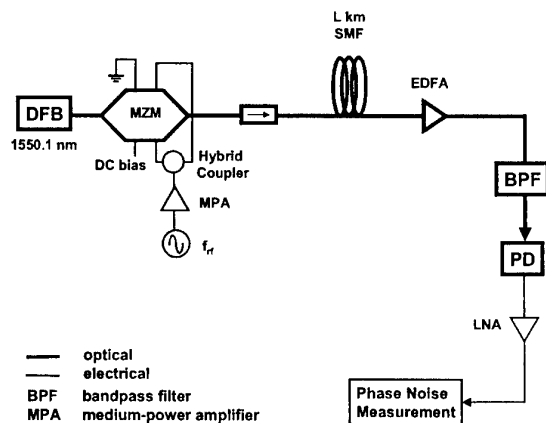 L km
SMF
EDFA
DFB
MZM
1550.1 nm
DC bias
Hybrid
Coupler
BPF
MPA
f_rf
PD
LNA
optical
electrical
BPF bandpass filter
MPA medium-power amplifier
Phase Noise
Measurement